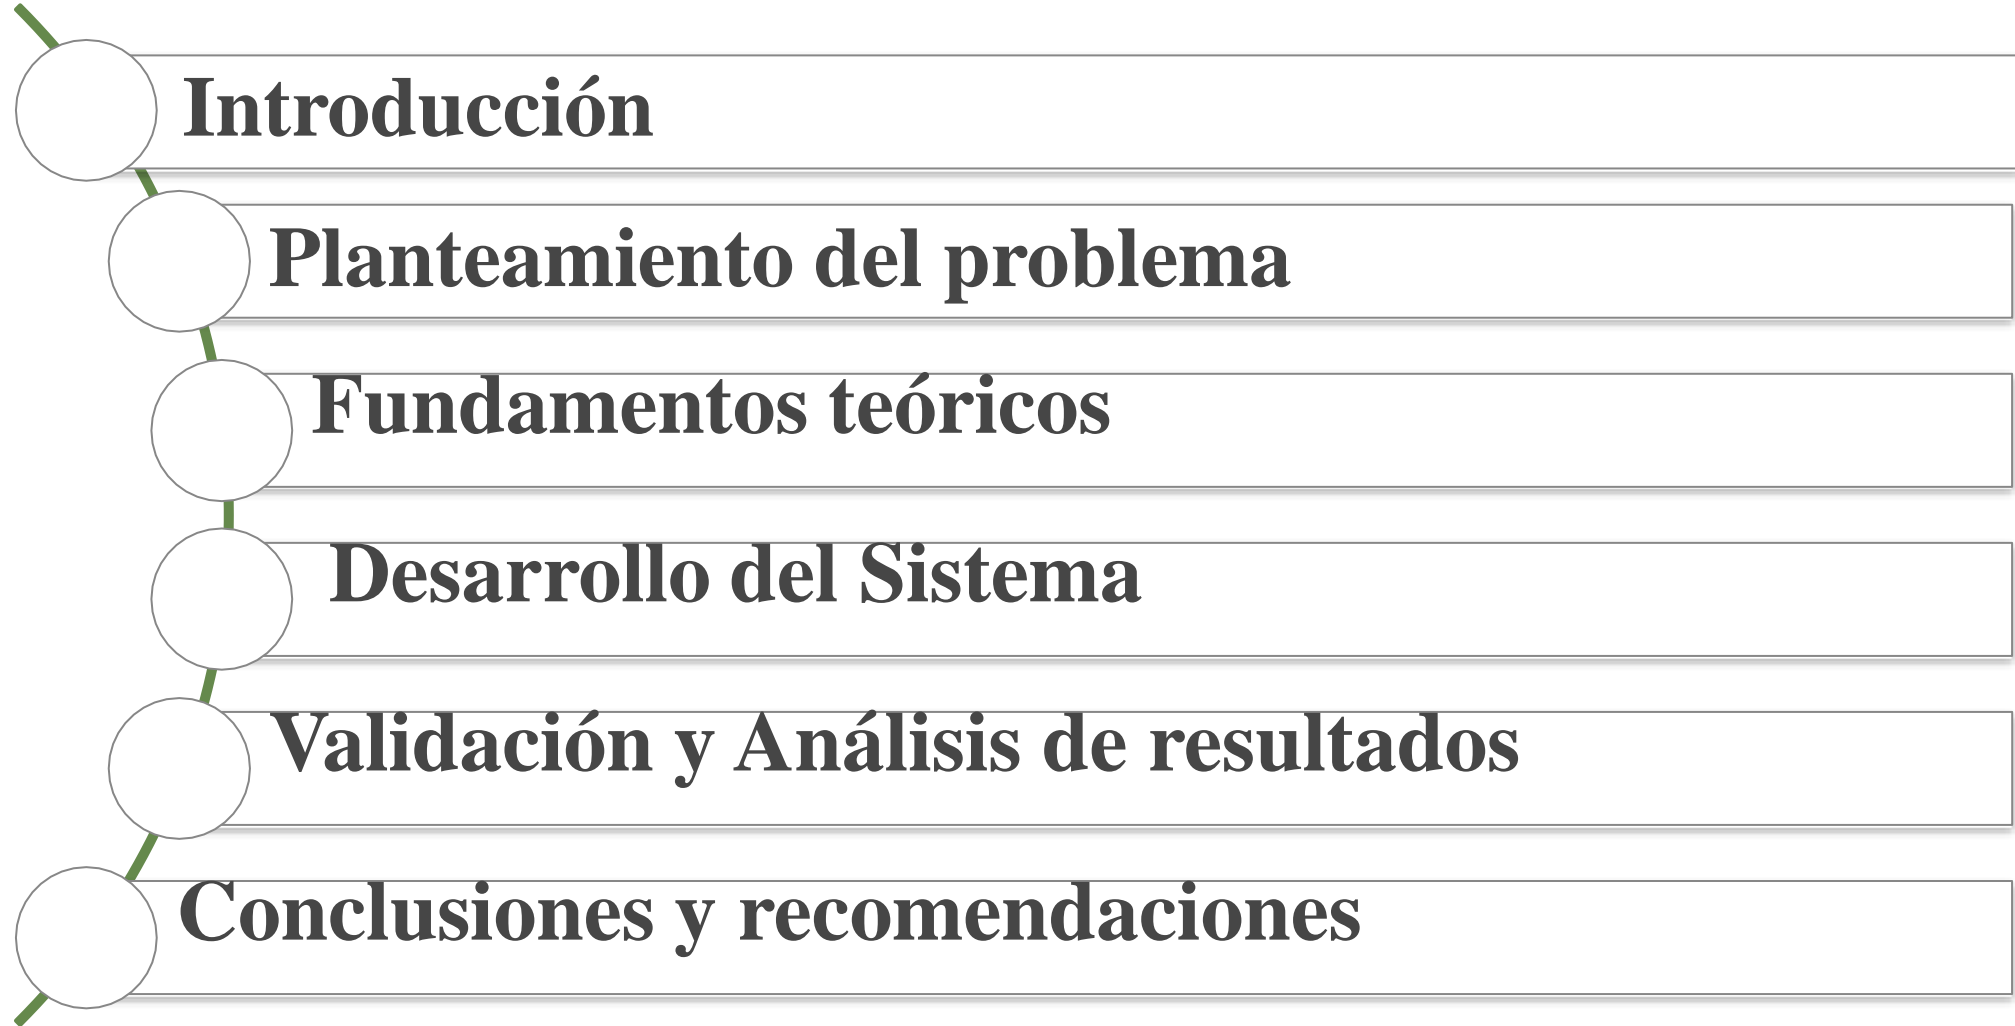 Introducción
Planteamiento del problema
Fundamentos teóricos
Desarrollo del Sistema
Validación y Análisis de resultados
Conclusiones y recomendaciones